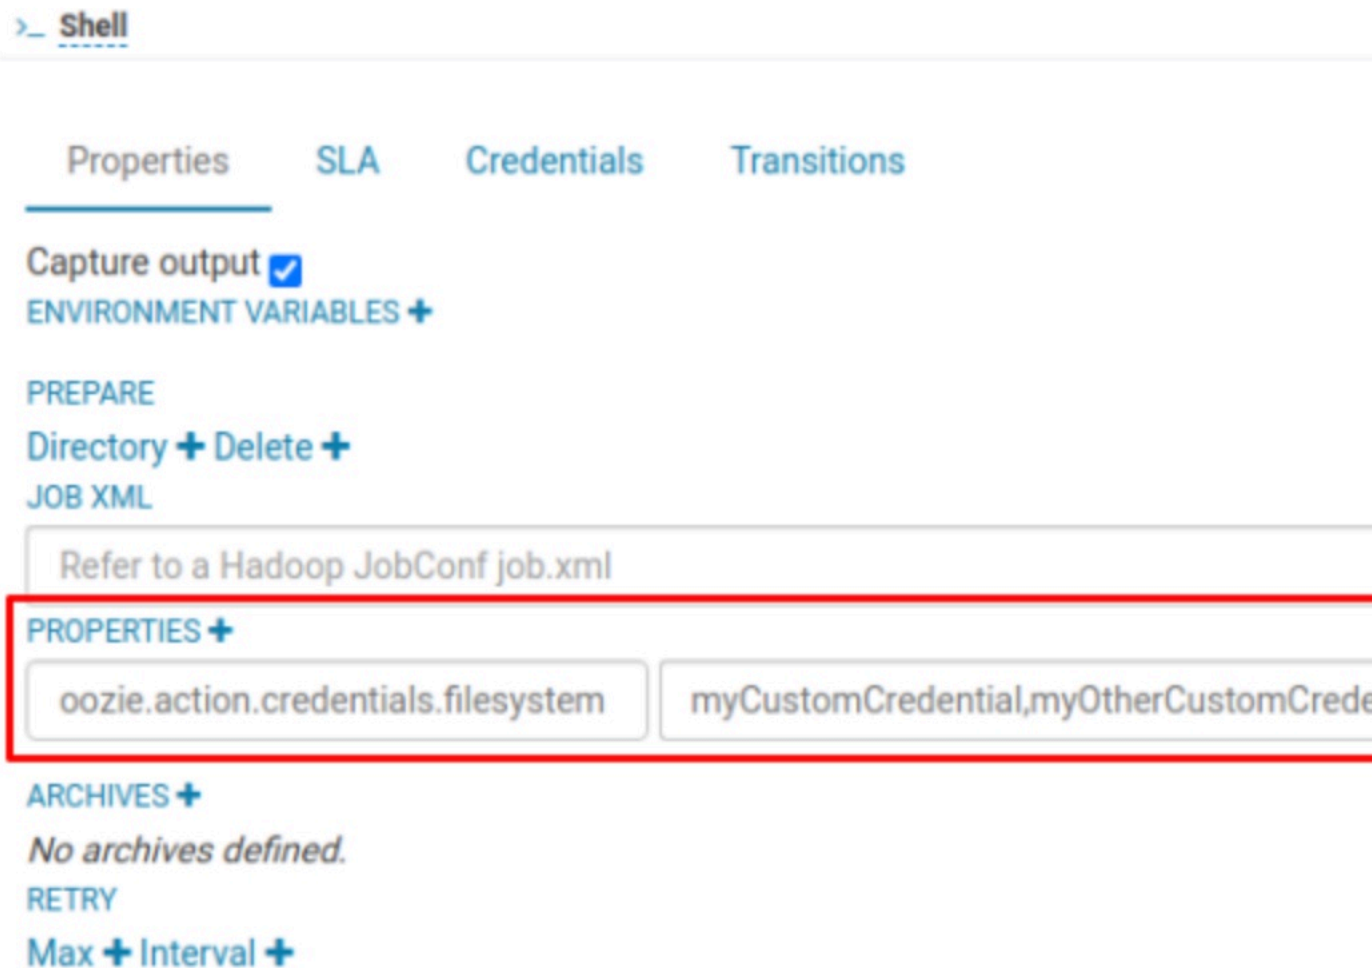 >_ Shell
Properties SLA Credentials Transitions
Capture output
ENVIRONMENT VARIABLES +
PREPARE
Directory + Delete +
JOB XML
Refer to a Hadoop JobConf job.xml
PROPERTIES +
oozie.action.credentials.filesystem myCustomCredential,myOtherCustomCrede
ARCHIVES +
No archives defined.
RETRY
Max + Interval +